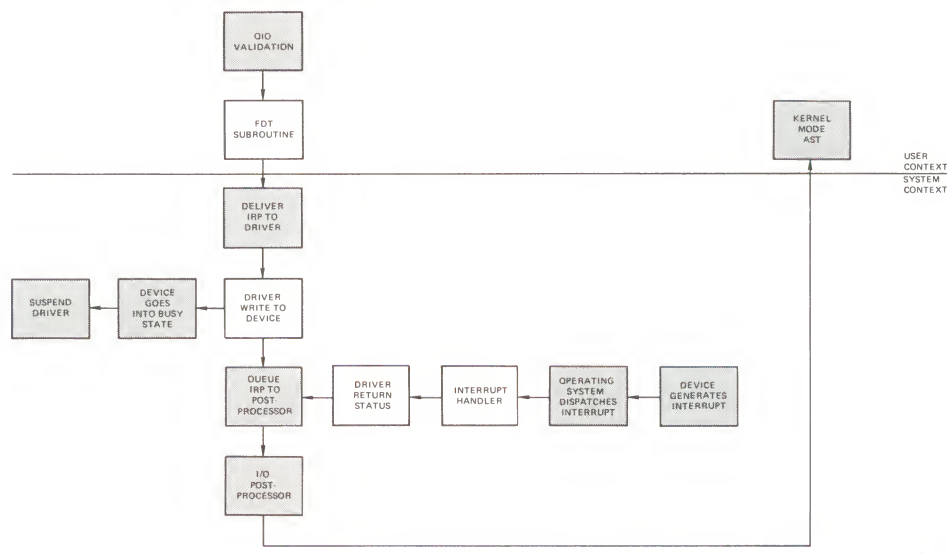 QIO
VALIDATION
FDT
SUBROUTINE
KERNEL
MODE
AST
USER
CONTEXT
SYSTEM
CONTEXT
DELIVER
IRP TO
DRIVER
SUSPEND
DRIVER
DEVICE
GOES
INTO BUSY
STATE
DRIVER
WRITE TO
DEVICE
QUEUE
IRP TO
POST-
PROCESSOR
DRIVER
RETURN
STATUS
INTERRUPT
HANDLER
OPERATING
SYSTEM
DISPATCHES
INTERRUPT
DEVICE
GENERATES
INTERRUPT
I/O
POST-
PROCESSOR